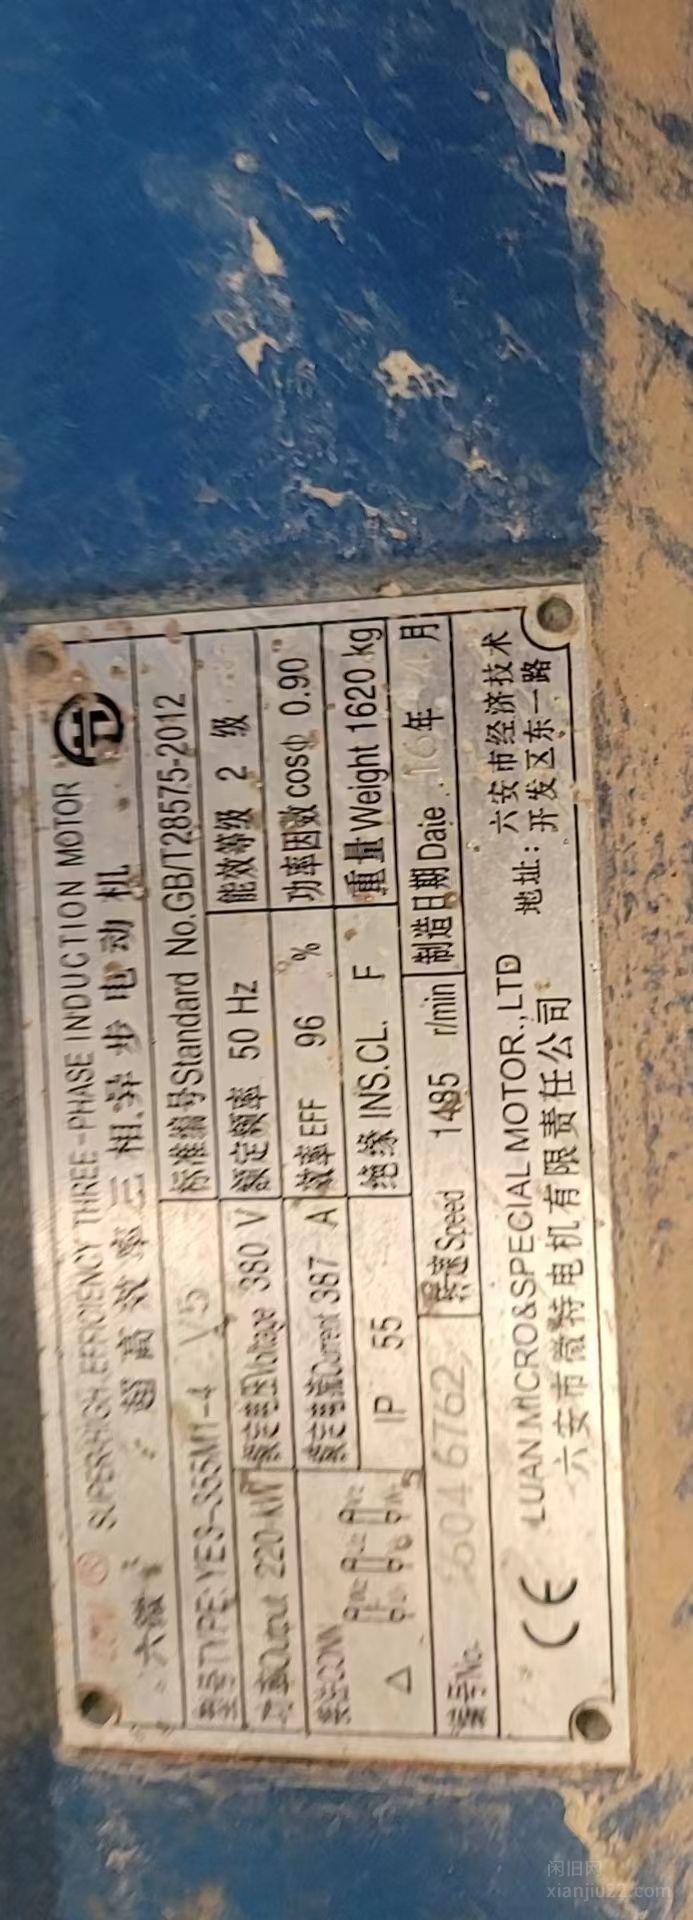 SUPER-HIGH EFFICIENCY THREE-PHASE INDUCTION MOTOR
六微 超高效率三相异步电动机
型号TYPE:YE3-355M1-4 V5 标准编号Standard No.GB/T28575-2012
功率Output 220 kW 额定电压Voltage 380 V 额定频率 50 Hz 能效等级 2 级
接法CONN 额定电流Current 387 A 效率EFF 96 % 功率因数cosφ 0.90
△ IP 55 绝缘INS.CL. F 重量Weight 1620 kg
编号No. 6046762 转速Speed 1485 r/min 制造日期Date 16年 月
CE LUAN MICRO&SPECIAL MOTOR.,LTD 六安市经济技术
六安市微特电机有限责任公司 地址:开发区东一路
闲旧网
xianjiu22.com